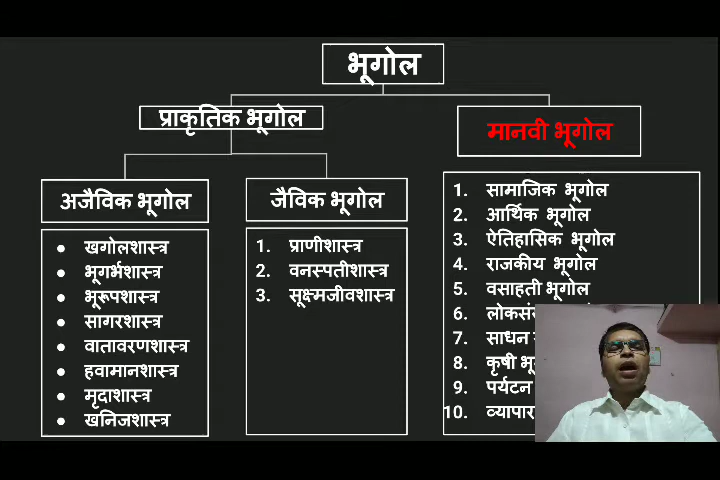 भूगोल
प्राकृतिक भूगोल
मानवी भूगोल
अजैविक भूगोल
जैविक भूगोल
● खगोलशास्त्र
● भूगर्भशास्त्र
● भूरूपशास्त्र
● सागरशास्त्र
● वातावरणशास्त्र
● हवामानशास्त्र
● मृदाशास्त्र
● खनिजशास्त्र
1. प्राणीशास्त्र
2. वनस्पतीशास्त्र
3. सूक्ष्मजीवशास्त्र
1. सामाजिक भूगोल
2. आर्थिक भूगोल
3. ऐतिहासिक भूगोल
4. राजकीय भूगोल
5. वसाहती भूगोल
6.
7. साधन
8. कृषी
9. पर्यटन
10. व्यापार